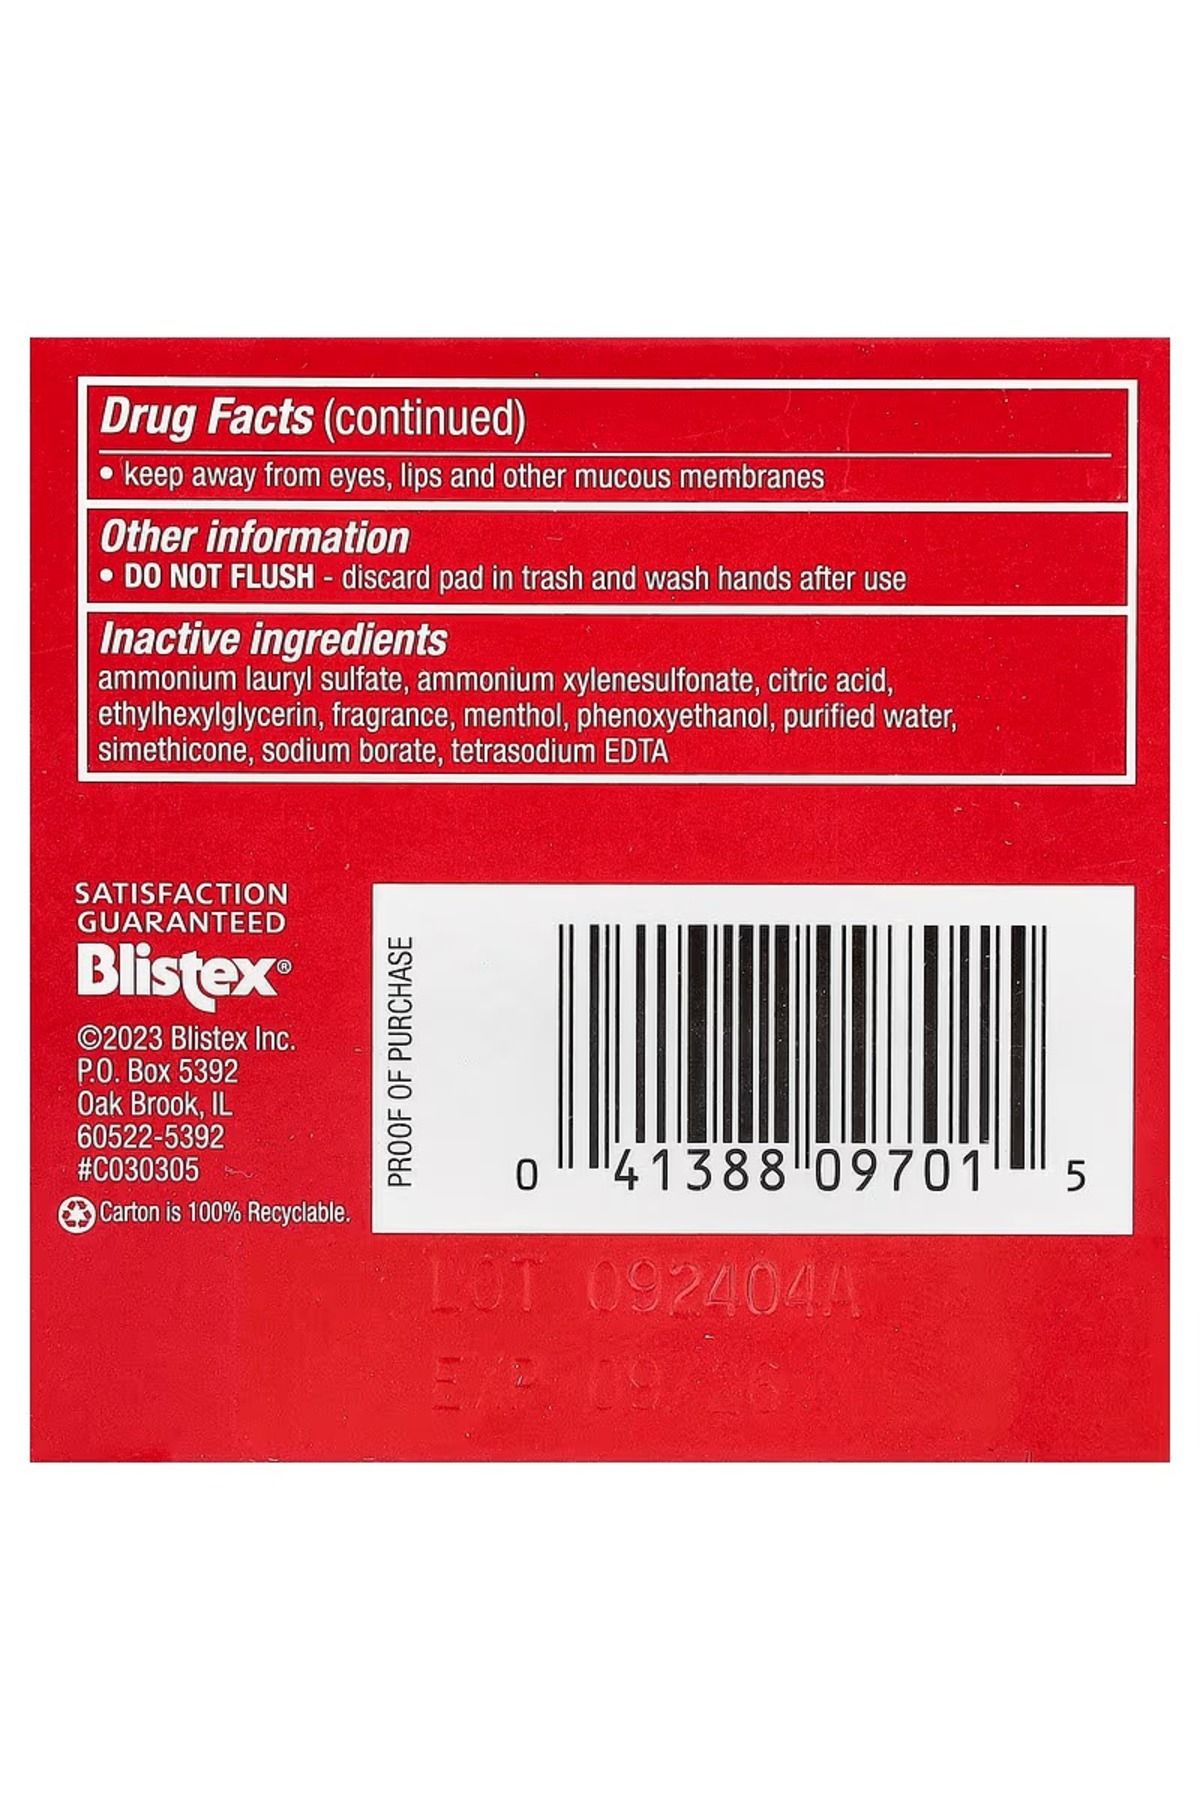 Drug Facts (continued)
• keep away from eyes, lips and other mucous membranes
Other information
• DO NOT FLUSH - discard pad in trash and wash hands after use
Inactive ingredients
ammonium lauryl sulfate, ammonium xylenesulfonate, citric acid,
ethylhexylglycerin, fragrance, menthol, phenoxyethanol, purified water,
simethicone, sodium borate, tetrasodium EDTA
SATISFACTION
GUARANTEED
Blistex®
©2023 Blistex Inc.
P.O. Box 5392
Oak Brook, IL
60522-5392
#C030305
Carton is 100% Recyclable.
PROOF OF PURCHASE
0 41388 09701 5
LOT 092404A
EXP